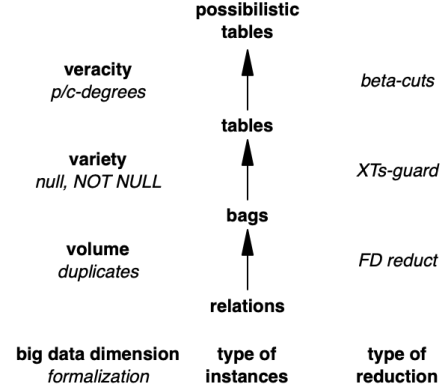 possibilistic
tables
veracity
p/c-degrees
beta-cuts
tables
variety
null, NOT NULL
XTs-guard
bags
volume
duplicates
FD reduct
relations
big data dimension
formalization
type of
instances
type of
reduction